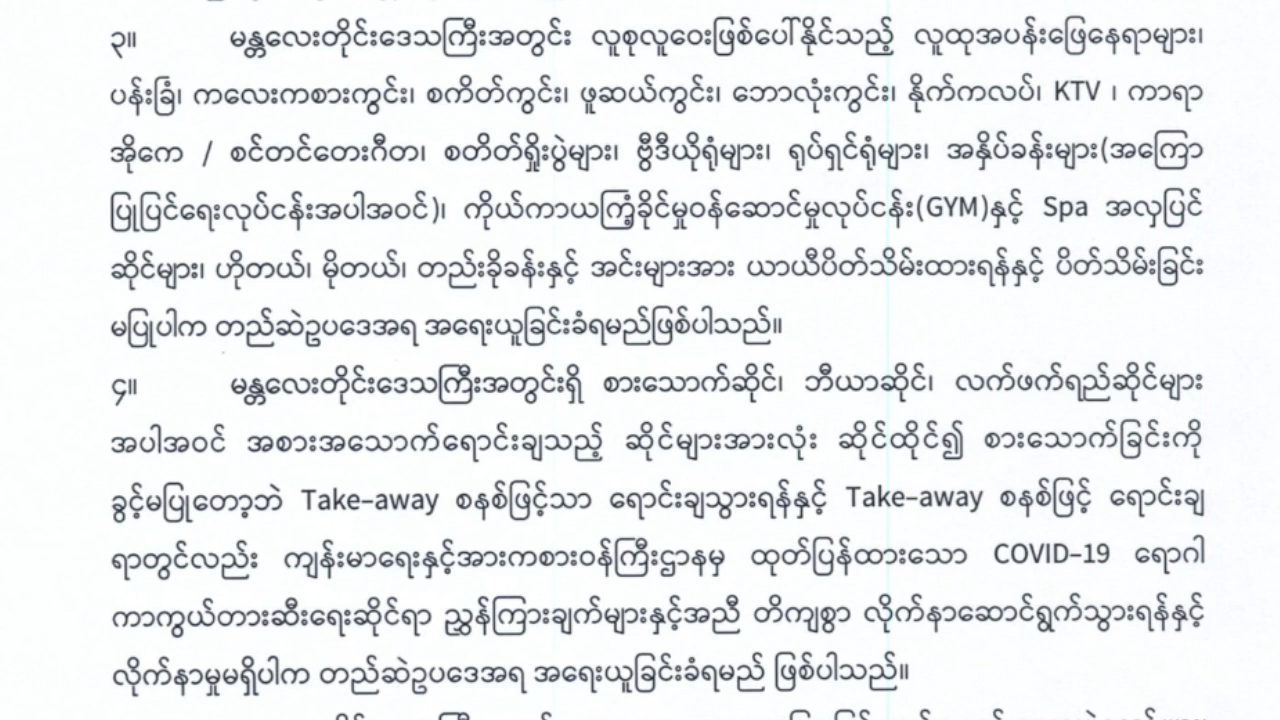 ၃။ မန္တလေးတိုင်းဒေသကြီးအတွင်း လူစုလူဝေးဖြစ်ပေါ်နိုင်သည့် လူထုအပန်းဖြေနေရာများ၊
ပန်းခြံ၊ ကလေးကစားကွင်း၊ စကိတ်ကွင်း၊ ဖူဆယ်ကွင်း၊ ဘောလုံးကွင်း၊ နိုက်ကလပ်၊ KTV ၊ ကာရာ
အိုကေ / စင်တင်တေးဂီတ၊ စတိတ်ရှိုးပွဲများ၊ ဗွီဒီယိုရုံများ၊ ရုပ်ရှင်ရုံများ၊ အနှိပ်ခန်းများ(အကြော
ပြုပြင်ရေးလုပ်ငန်းအပါအဝင်)၊ ကိုယ်ကာယကြံ့ခိုင်မှုဝန်ဆောင်မှုလုပ်ငန်း(GYM)နှင့် Spa အလှပြင်
ဆိုင်များ၊ ဟိုတယ်၊ မိုတယ်၊ တည်းခိုခန်းနှင့် အင်းများအား ယာယီပိတ်သိမ်းထားရန်နှင့် ပိတ်သိမ်းခြင်း
မပြုပါက တည်ဆဲဥပဒေအရ အရေးယူခြင်းခံရမည်ဖြစ်ပါသည်။
၄။ မန္တလေးတိုင်းဒေသကြီးအတွင်းရှိ စားသောက်ဆိုင်၊ ဘီယာဆိုင်၊ လက်ဖက်ရည်ဆိုင်များ
အပါအဝင် အစားအသောက်ရောင်းချသည့် ဆိုင်များအားလုံး ဆိုင်ထိုင်၍ စားသောက်ခြင်းကို
ခွင့်မပြုတော့ဘဲ Take-away စနစ်ဖြင့်သာ ရောင်းချသွားရန်နှင့် Take-away စနစ်ဖြင့် ရောင်းချ
ရာတွင်လည်း ကျန်းမာရေးနှင့်အားကစားဝန်ကြီးဌာနမှ ထုတ်ပြန်ထားသော COVID-19 ရောဂါ
ကာကွယ်တားဆီးရေးဆိုင်ရာ ညွှန်ကြားချက်များနှင့်အညီ တိကျစွာ လိုက်နာဆောင်ရွက်သွားရန်နှင့်
လိုက်နာမှုမရှိပါက တည်ဆဲဥပဒေအရ အရေးယူခြင်းခံရမည် ဖြစ်ပါသည်။